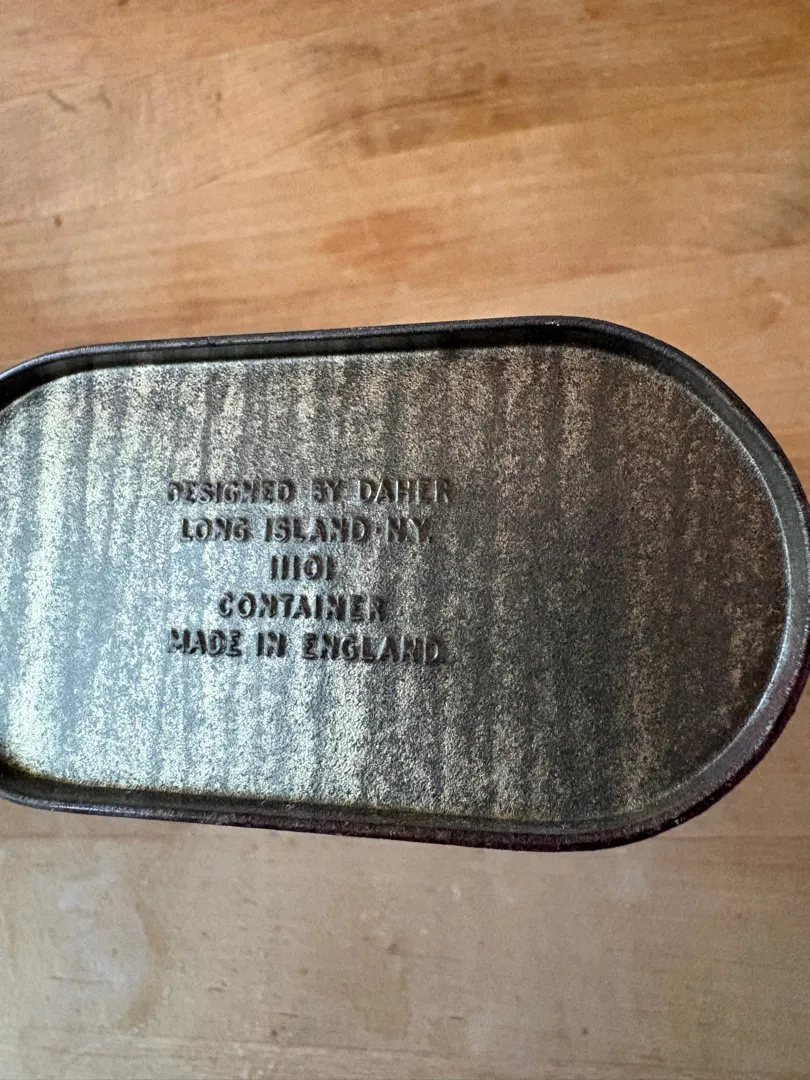 DESIGNED BY DAHER
LONG ISLAND·N.Y.
11101
CONTAINER
MADE IN ENGLAND